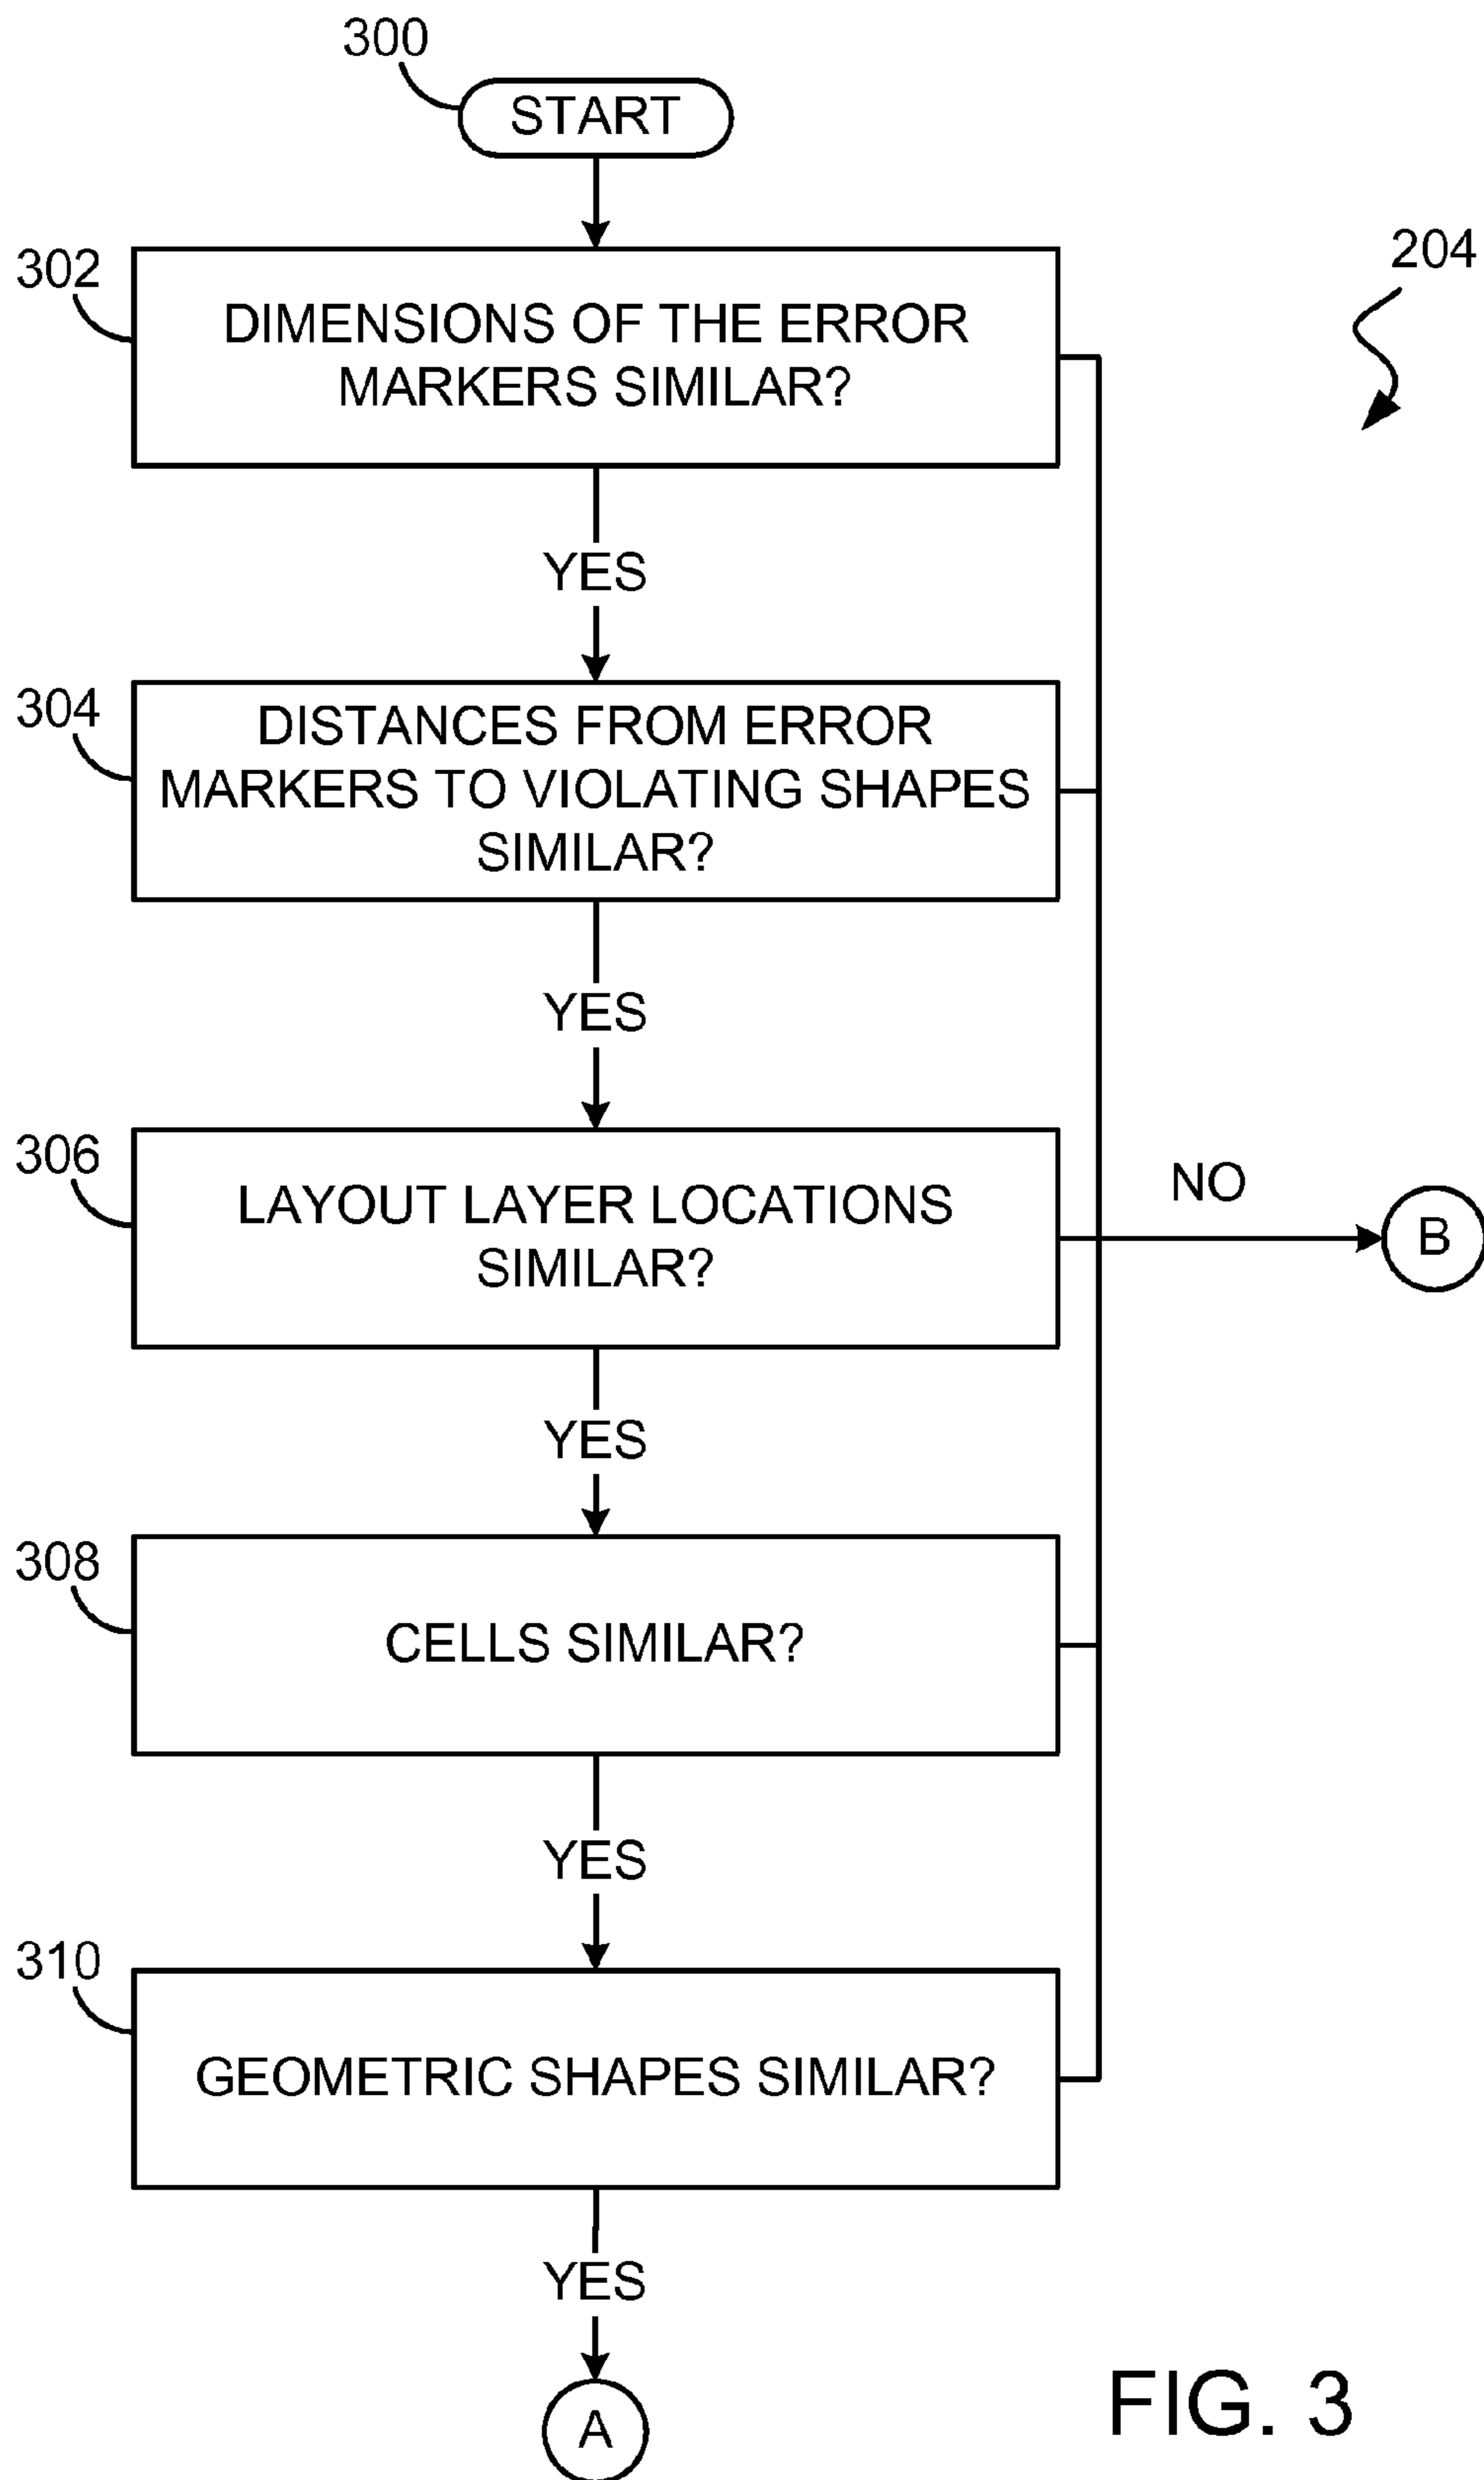 300
START
302
204
DIMENSIONS OF THE ERROR
MARKERS SIMILAR?
YES
304
DISTANCES FROM ERROR
MARKERS TO VIOLATING SHAPES
SIMILAR?
YES
306
LAYOUT LAYER LOCATIONS
SIMILAR?
NO
B
YES
308
CELLS SIMILAR?
YES
310
GEOMETRIC SHAPES SIMILAR?
YES
A
FIG. 3